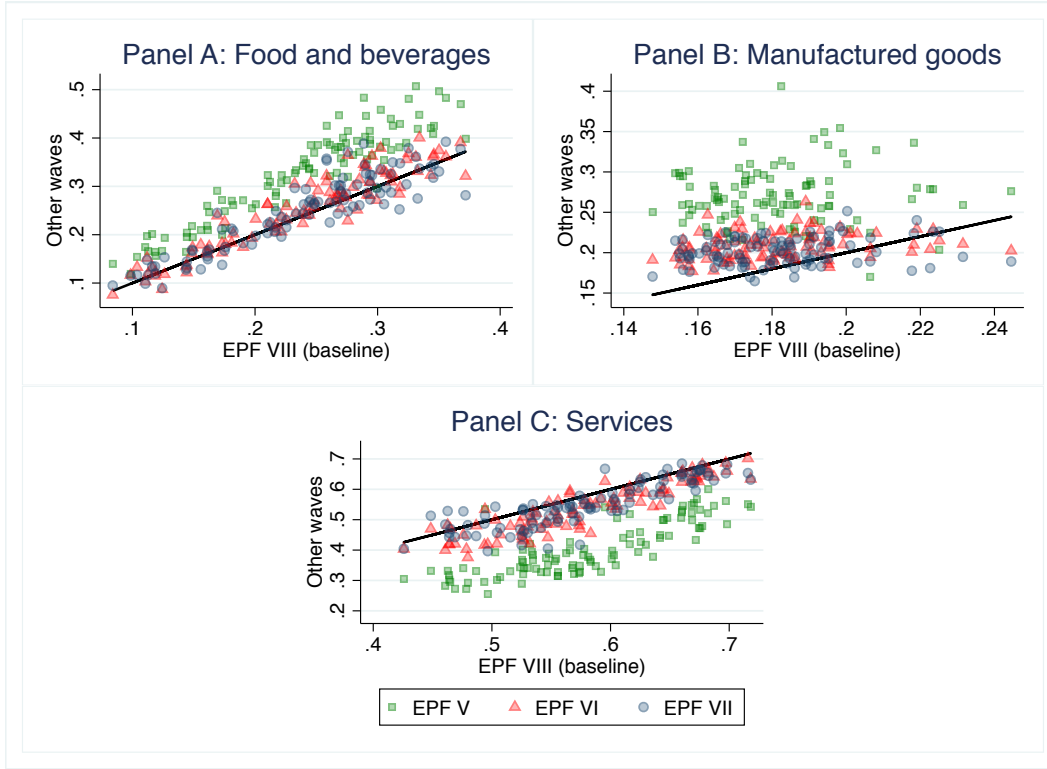 Panel A: Food and beverages
Other waves
.5
.4
.3
.2
.1
.1
.2
.3
.4
EPF VIII (baseline)
Panel B: Manufactured goods
Other waves
.4
.35
.3
.25
.2
.15
.14
.16
.18
.2
.22
.24
EPF VIII (baseline)
Panel C: Services
Other waves
.7
.6
.5
.4
.3
.2
.4
.5
.6
.7
EPF VIII (baseline)
EPF V
EPF VI
EPF VII